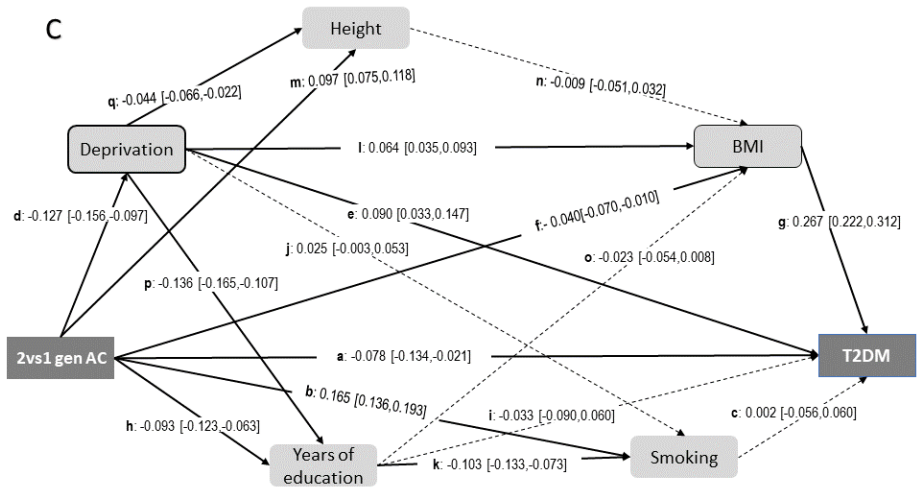 C
Height
m: 0.097 [0.075,0.118]
n: -0.009 [-0.051,0.032]
q: -0.044 [-0.066,-0.022]
Deprivation
l: 0.064 [0.035,0.093]
BMI
d: -0.127 [-0.156,-0.097]
e: 0.090 [0.033,0.147]
f:- 0.040[-0.070,-0.010]
g: 0.267 [0.222,0.312]
j: 0.025 [-0.003,0.053]
o: -0.023 [-0.054,0.008]
p: -0.136 [-0.165,-0.107]
2vs1 gen AC
a: -0.078 [-0.134,-0.021]
T2DM
b: 0.165 [0.136,0.193]
i: -0.033 [-0.090,0.060]
c: 0.002 [-0.056,0.060]
h: -0.093 [-0.123,-0.063]
Years of
education
k: -0.103 [-0.133,-0.073]
Smoking